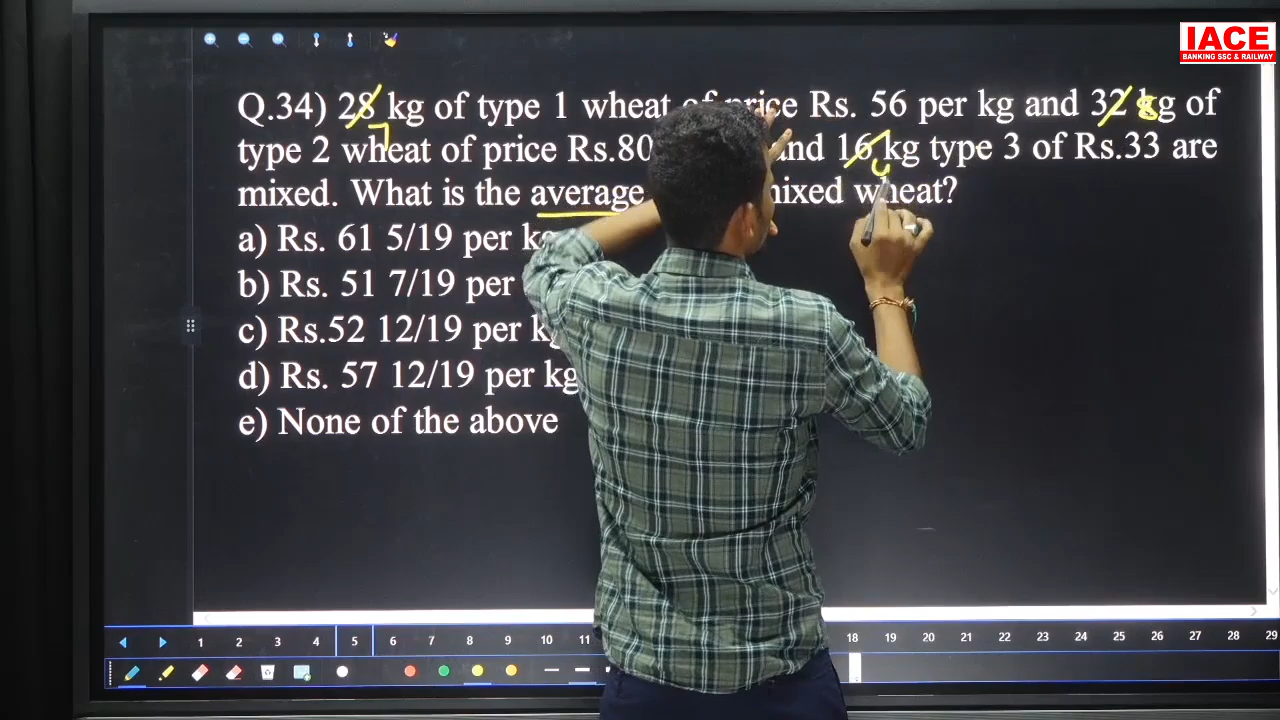 IACE
BANKING SSC & RAILWAY
Q.34) 28 kg of type 1 wheat of price Rs. 56 per kg and 32 kg of
7 8
type 2 wheat of price Rs.80 and 16 kg type 3 of Rs.33 are
mixed. What is the average mixed wheat?
a) Rs. 61 5/19 per kg
b) Rs. 51 7/19 per
c) Rs.52 12/19 per kg
d) Rs. 57 12/19 per kg
e) None of the above
1 2 3 4 5 6 7 8 9 10 11 18 19 20 21 22 23 24 25 26 27 28 29